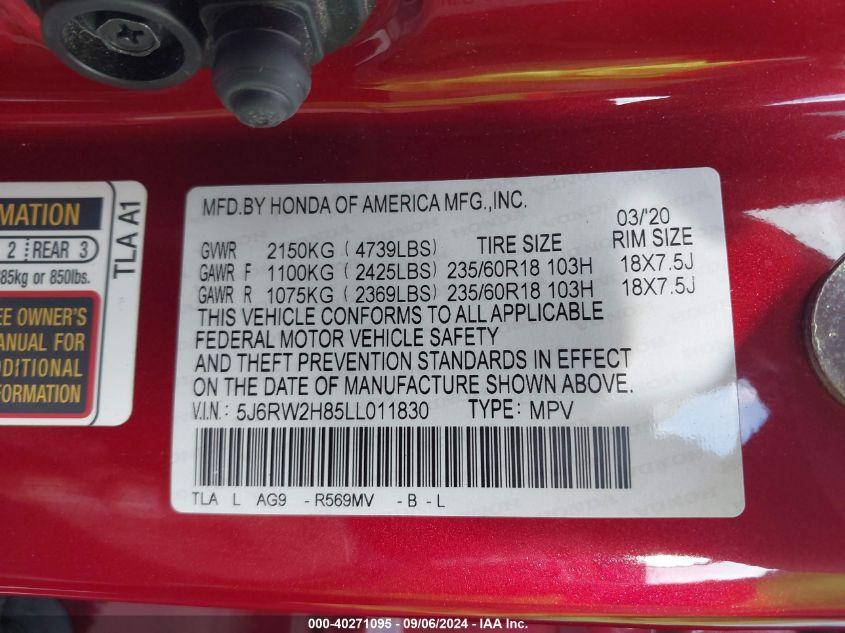 MATION
2 REAR 3
385kg or 850lbs.
EE OWNER'S
MANUAL FOR
DDITIONAL
FORMATION
TLA A1
MFD.BY HONDA OF AMERICA MFG.,INC.
03/'20
GVWR 2150KG ( 4739LBS) TIRE SIZE RIM SIZE
GAWR F 1100KG ( 2425LBS) 235/60R18 103H 18X7.5J
GAWR R 1075KG ( 2369LBS) 235/60R18 103H 18X7.5J
THIS VEHICLE CONFORMS TO ALL APPLICABLE
FEDERAL MOTOR VEHICLE SAFETY
AND THEFT PREVENTION STANDARDS IN EFFECT
ON THE DATE OF MANUFACTURE SHOWN ABOVE.
V.I.N.: 5J6RW2H85LL011830 TYPE: MPV
TLA L AG9 - R569MV - B - L
000-40271095 - 09/06/2024 - IAA Inc.